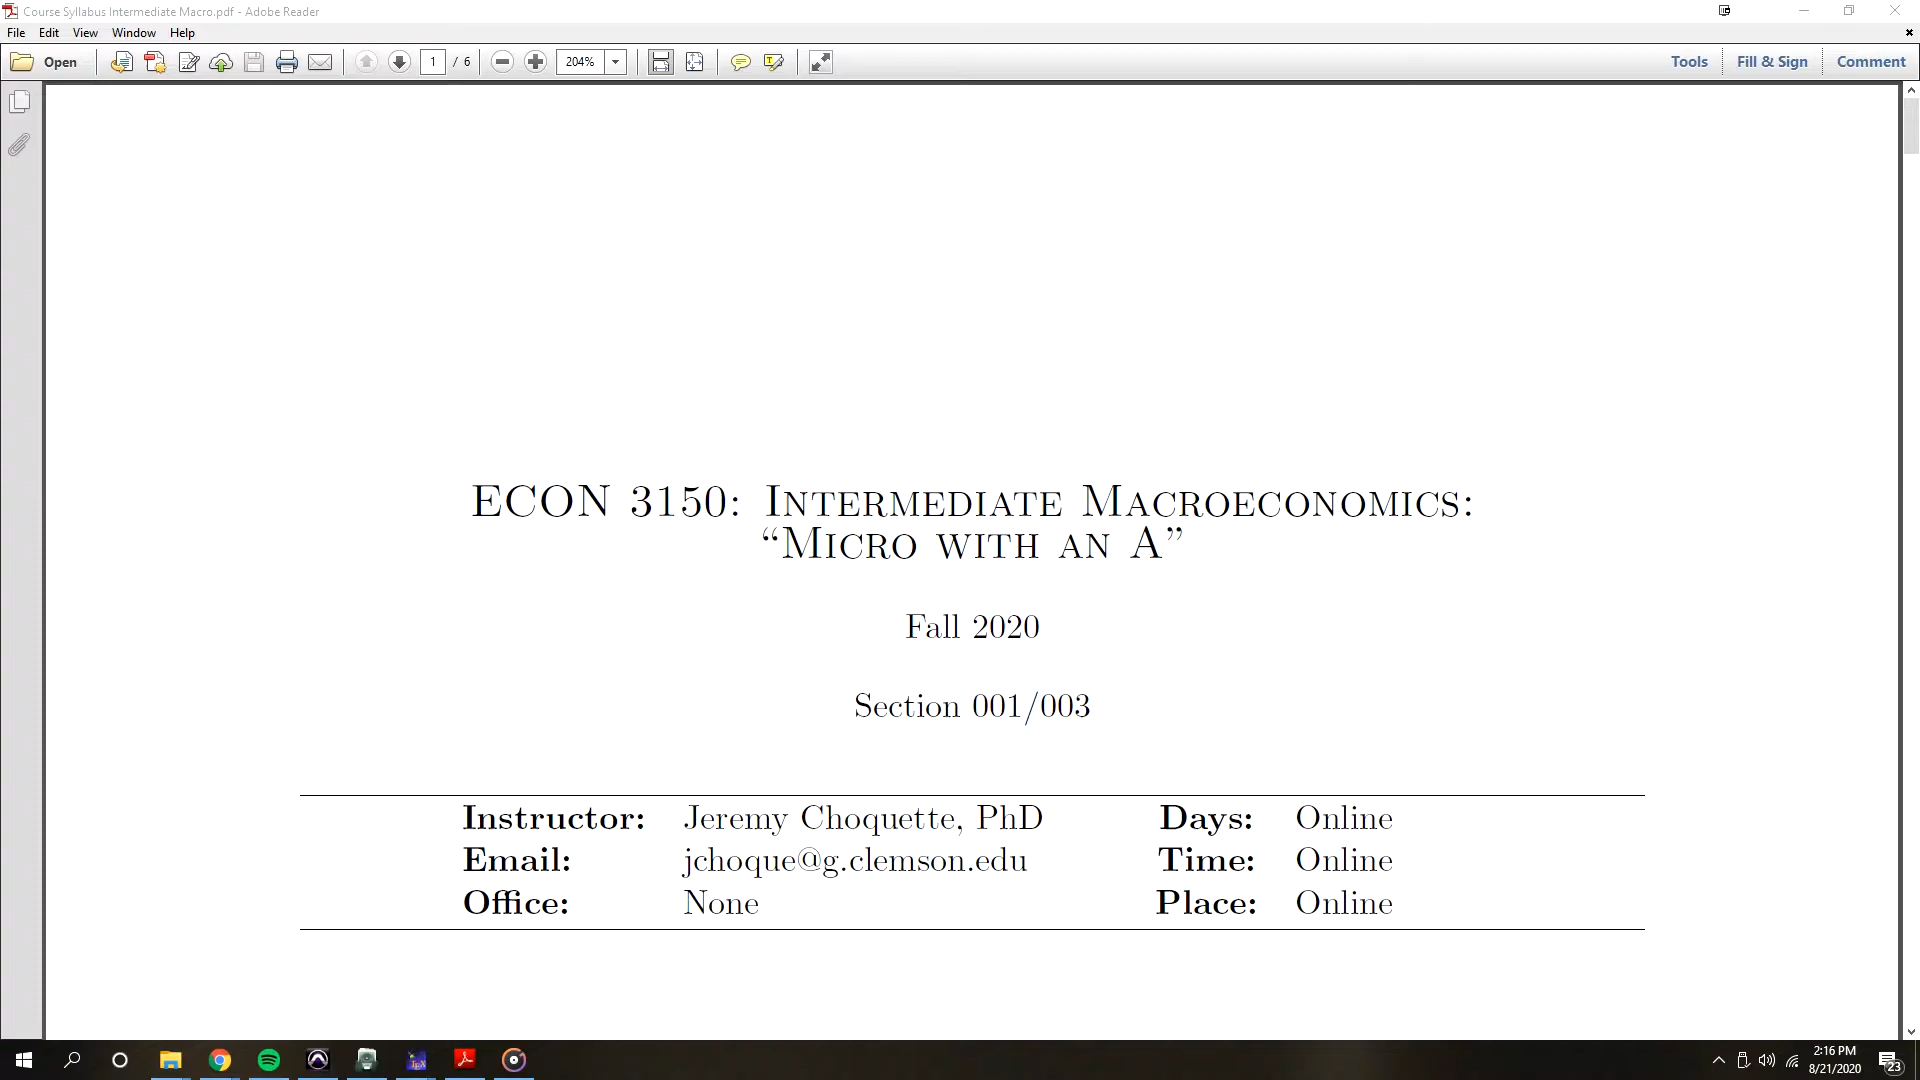 Course Syllabus Intermediate Macro.pdf - Adobe Reader
File Edit View Window Help
Open 1 / 6 204% Tools Fill & Sign Comment
ECON 3150: Intermediate Macroeconomics:
“Micro with an A”
Fall 2020
Section 001/003
Instructor: Jeremy Choquette, PhD Days: Online
Email: jchoque@g.clemson.edu Time: Online
Office: None Place: Online
2:16 PM
8/21/2020
23